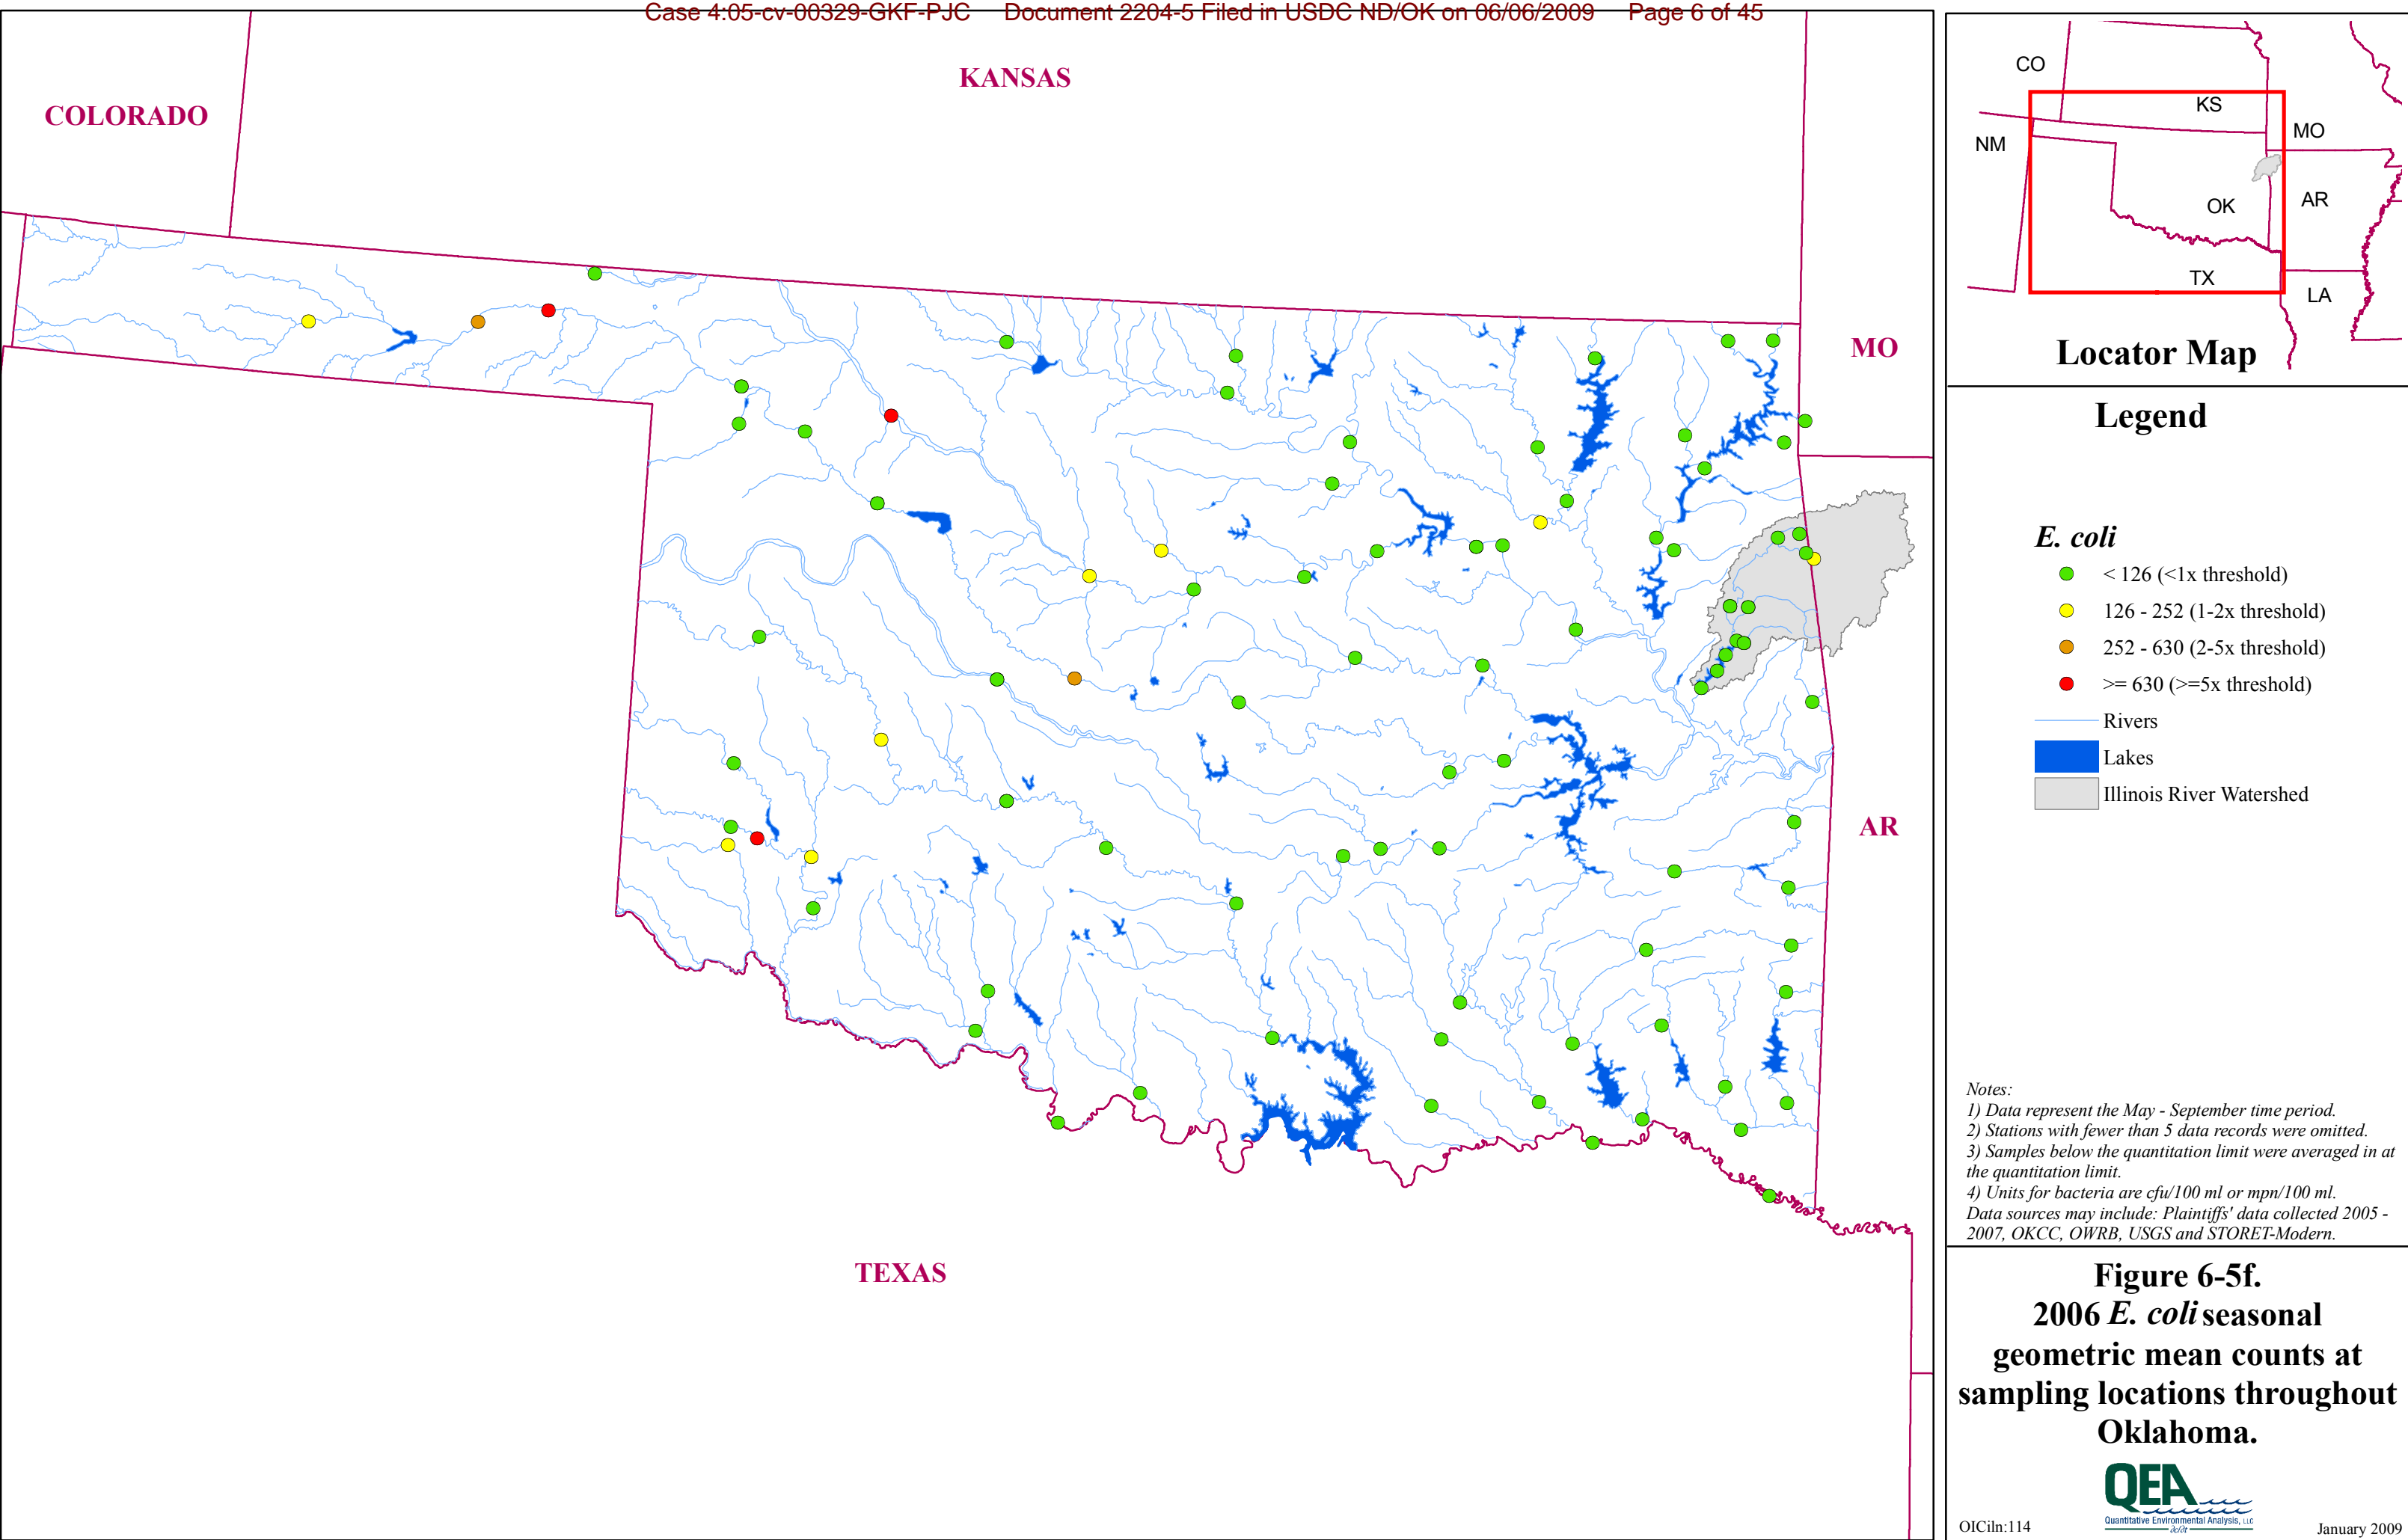 Case 4:05-cv-00329-GKF-PJC Document 2204-5 Filed in USDC ND/OK on 06/06/2009 Page 6 of 45
COLORADO
KANSAS
MO
AR
TEXAS
CO
KS
MO
NM
OK
AR
TX
LA
Locator Map
Legend
E. coli
< 126 (<1x threshold)
126 - 252 (1-2x threshold)
252 - 630 (2-5x threshold)
>= 630 (>=5x threshold)
Rivers
Lakes
Illinois River Watershed
Notes:
1) Data represent the May - September time period.
2) Stations with fewer than 5 data records were omitted.
3) Samples below the quantitation limit were averaged in at
the quantitation limit.
4) Units for bacteria are cfu/100 ml or mpn/100 ml.
Data sources may include: Plaintiffs' data collected 2005 -
2007, OKCC, OWRB, USGS and STORET-Modern.
Figure 6-5f.
2006 E. coli seasonal
geometric mean counts at
sampling locations throughout
Oklahoma.
QEA
Quantitative Environmental Analysis, LLC
∂c/∂t
OICiln:114
January 2009